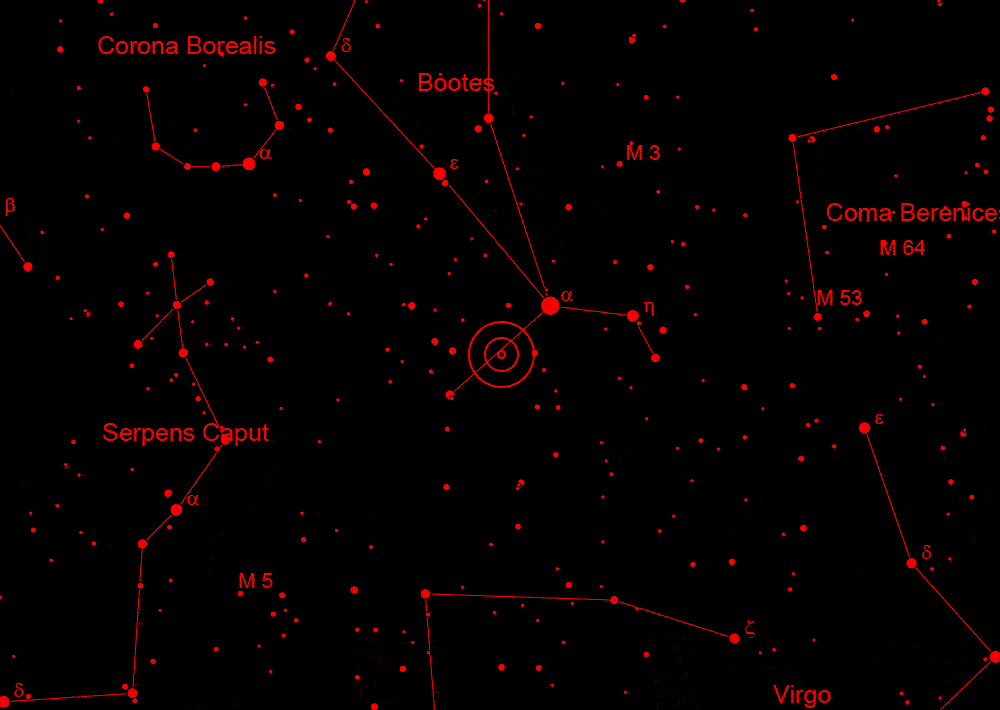 Corona Borealis
δ
Bootes
α
ε
M 3
β
Coma Berenices
M 64
α
η
M 53
Serpens Caput
ε
α
δ
M 5
ζ
δ
Virgo